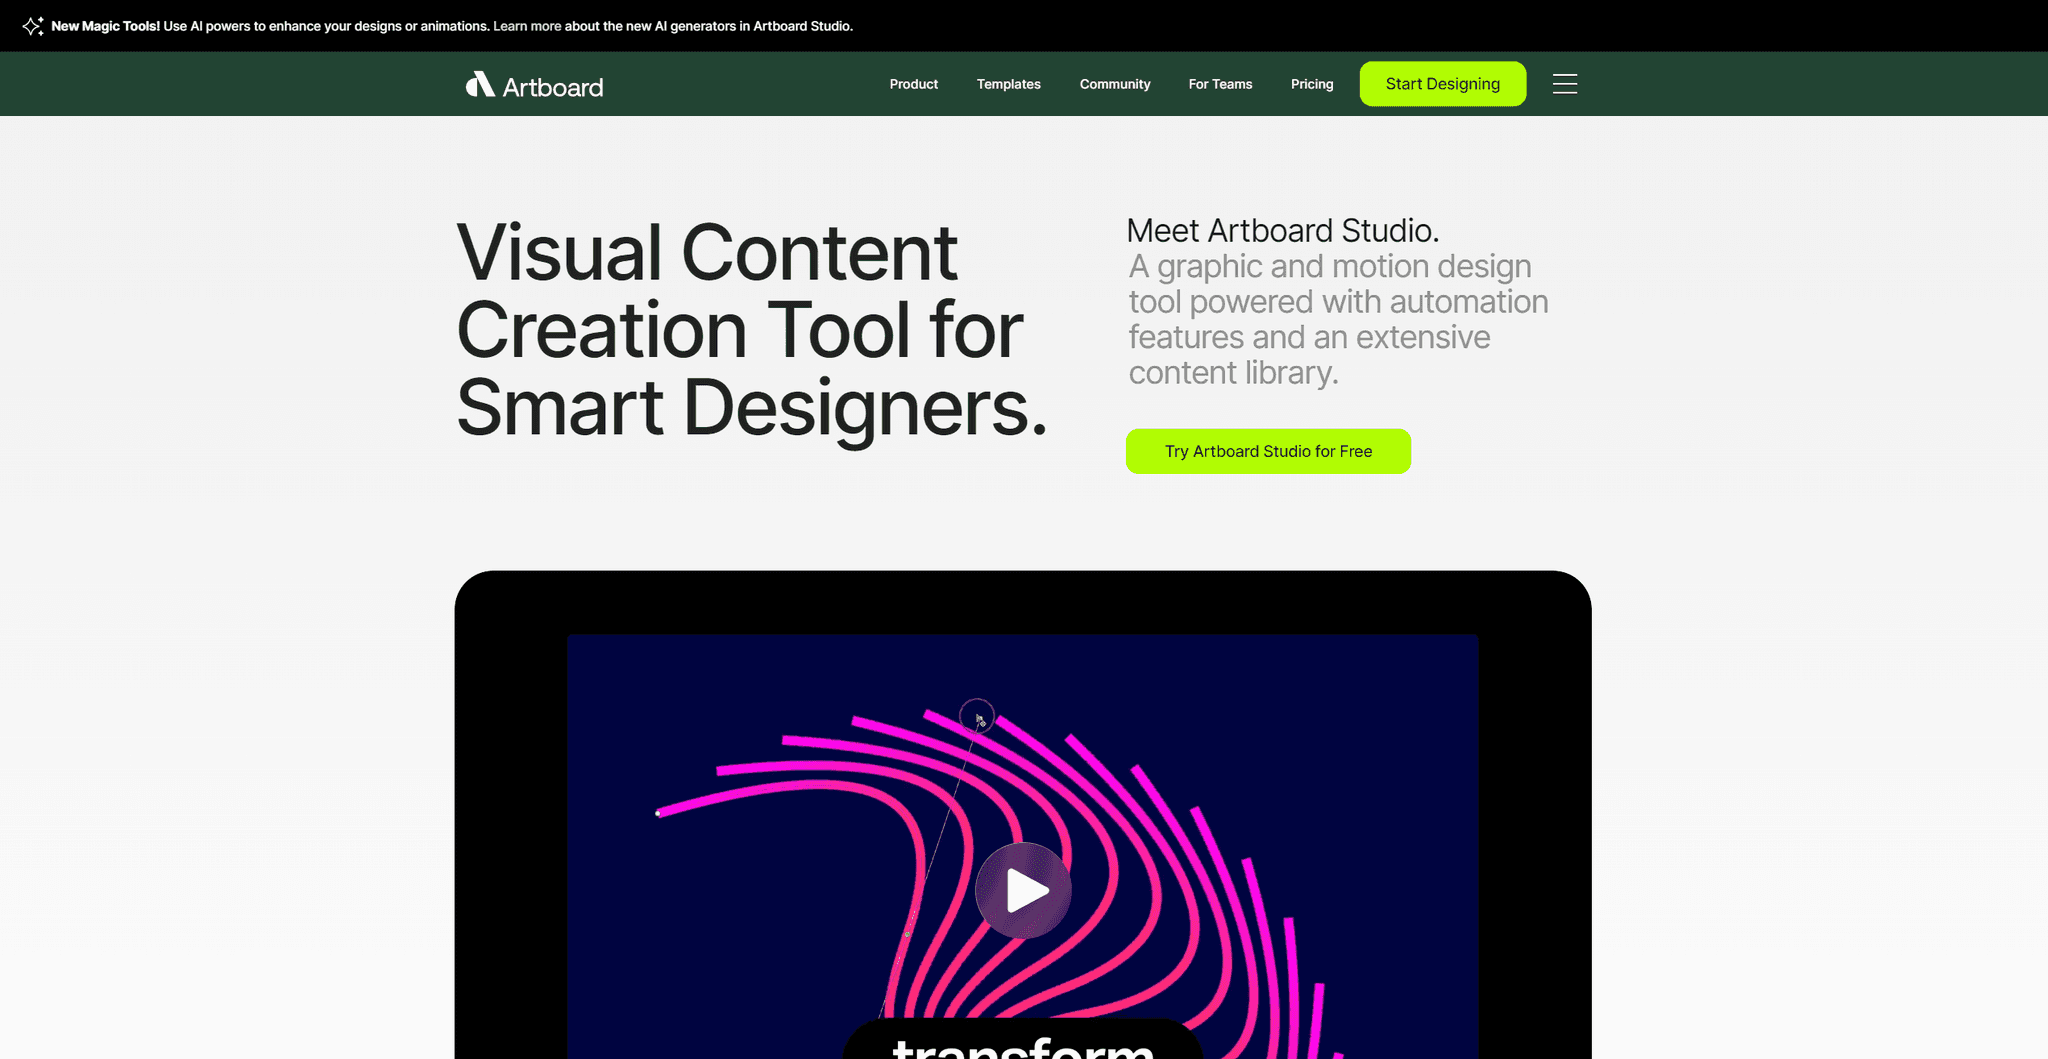 New Magic Tools! Use AI powers to enhance your designs or animations. Learn more about the new AI generators in Artboard Studio.
Artboard
Product
Templates
Community
For Teams
Pricing
Start Designing
Visual Content
Creation Tool for
Smart Designers.
Meet Artboard Studio.
A graphic and motion design
tool powered with automation
features and an extensive
content library.
Try Artboard Studio for Free
transform